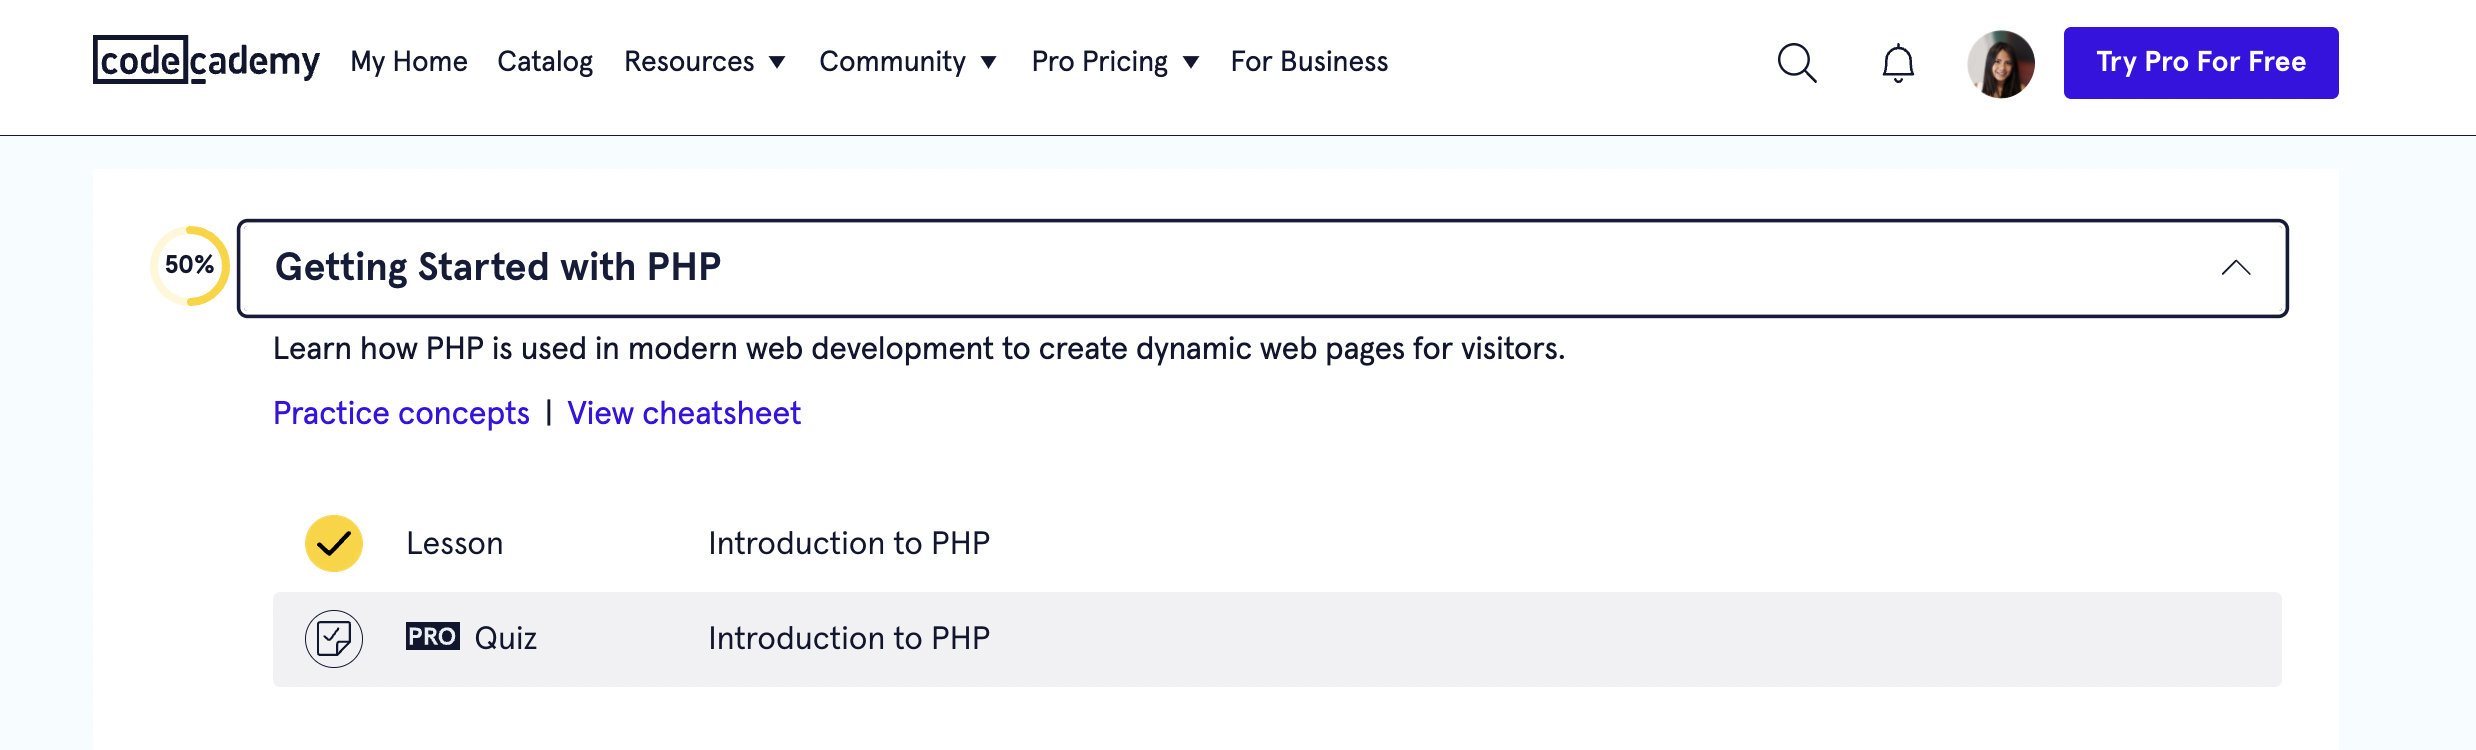 codecademy My Home Catalog Resources Community Pro Pricing For Business Try Pro For Free
50% Getting Started with PHP
Learn how PHP is used in modern web development to create dynamic web pages for visitors.
Practice concepts | View cheatsheet
Lesson Introduction to PHP
PRO Quiz Introduction to PHP